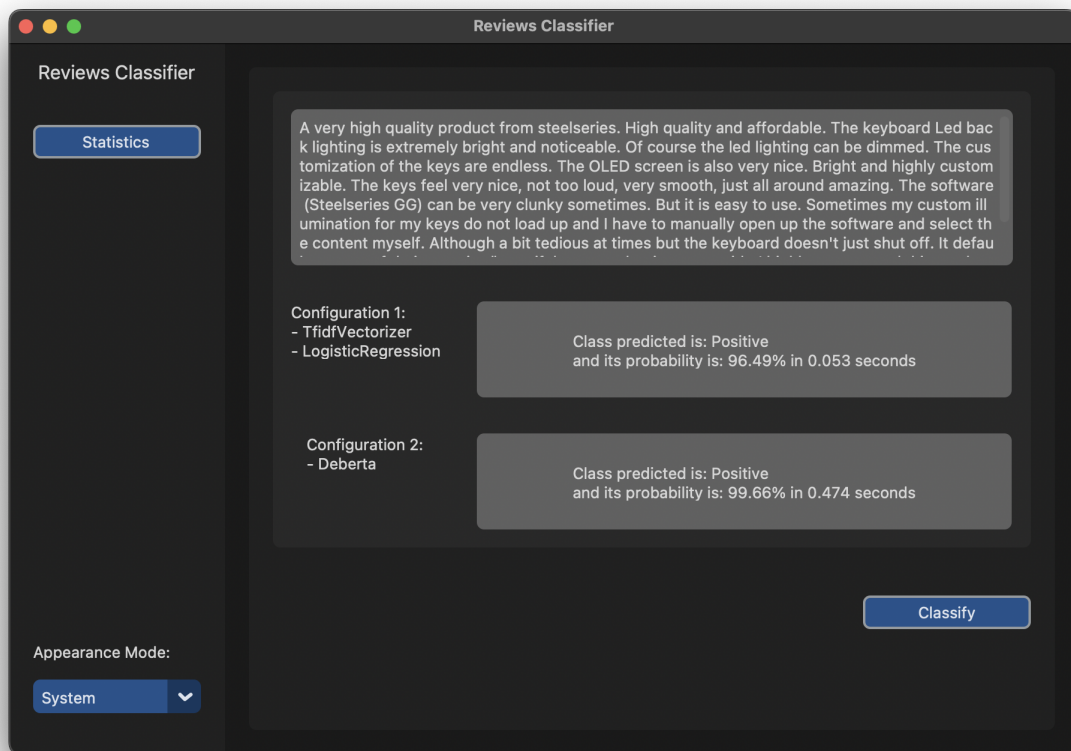 Reviews Classifier
Reviews Classifier
Statistics
A very high quality product from steelseries. High quality and affordable. The keyboard Led bac
k lighting is extremely bright and noticeable. Of course the led lighting can be dimmed. The cus
tomization of the keys are endless. The OLED screen is also very nice. Bright and highly custom
izable. The keys feel very nice, not too loud, very smooth, just all around amazing. The software
(Steelseries GG) can be very clunky sometimes. But it is easy to use. Sometimes my custom ill
umination for my keys do not load up and I have to manually open up the software and select th
e content myself. Although a bit tedious at times but the keyboard doesn't just shut off. It defau
Configuration 1:
- TfidfVectorizer
- LogisticRegression
Class predicted is: Positive
and its probability is: 96.49% in 0.053 seconds
Configuration 2:
- Deberta
Class predicted is: Positive
and its probability is: 99.66% in 0.474 seconds
Classify
Appearance Mode:
System